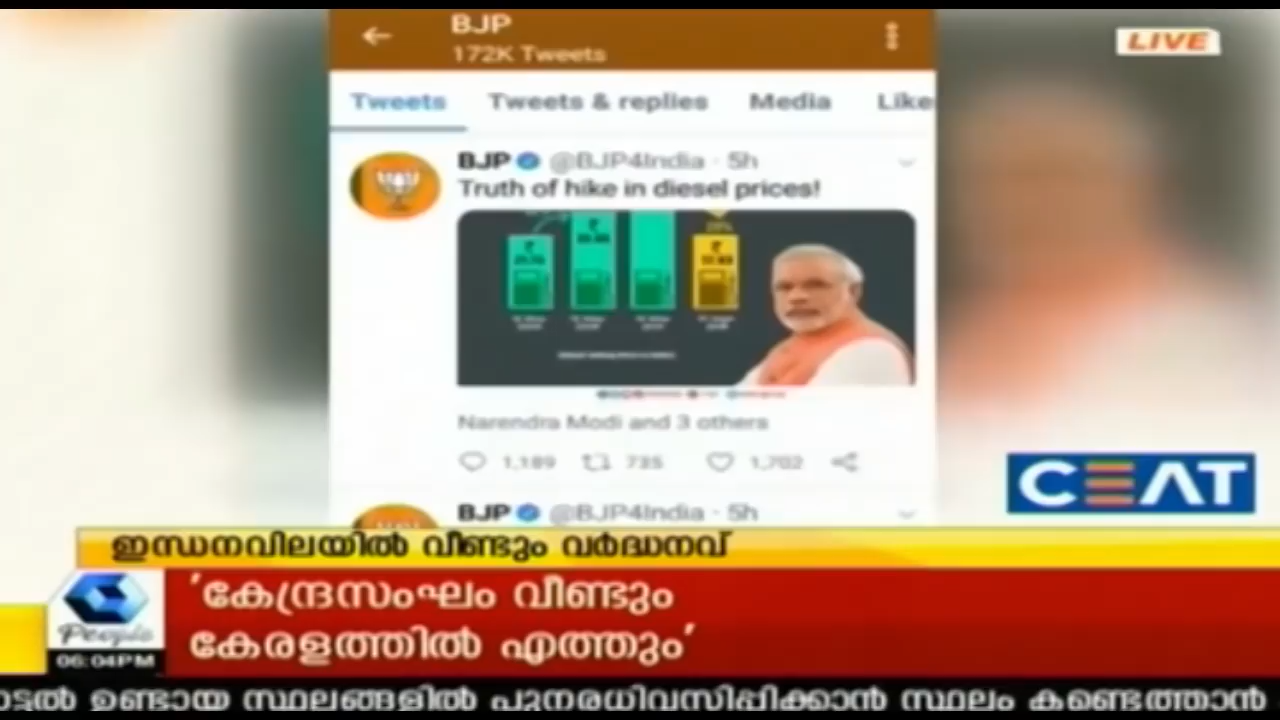 BJP
172K Tweets
LIVE
Tweets Tweets & replies Media Like
BJP @BJP4India · 5h
Truth of hike in diesel prices!
Narendra Modi and 3 others
1,189 735 1,702
BJP @BJP4India · 5h
CEAT
ഇന്ധനവിലയിൽ വീണ്ടും വർദ്ധനവ്
'കേന്ദ്രസംഘം വീണ്ടും
കേരളത്തിൽ എത്തും'
People
06:04PM
ഉണ്ടായ സ്ഥലങ്ങളിൽ പുനരധിവസിപ്പിക്കാൻ സ്ഥലം കണ്ടെത്താൻ